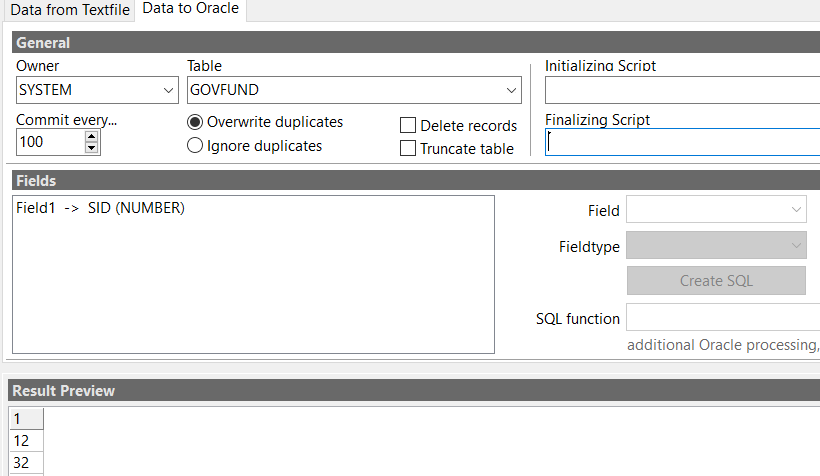 Data from Textfile Data to Oracle
General
Owner Table Initializing Script
SYSTEM GOVFUND
Commit every... Overwrite duplicates Delete records Finalizing Script
100 Ignore duplicates Truncate table
Fields
Field1 -> SID (NUMBER) Field
Fieldtype
Create SQL
SQL function
additional Oracle processing,
Result Preview
1
12
32